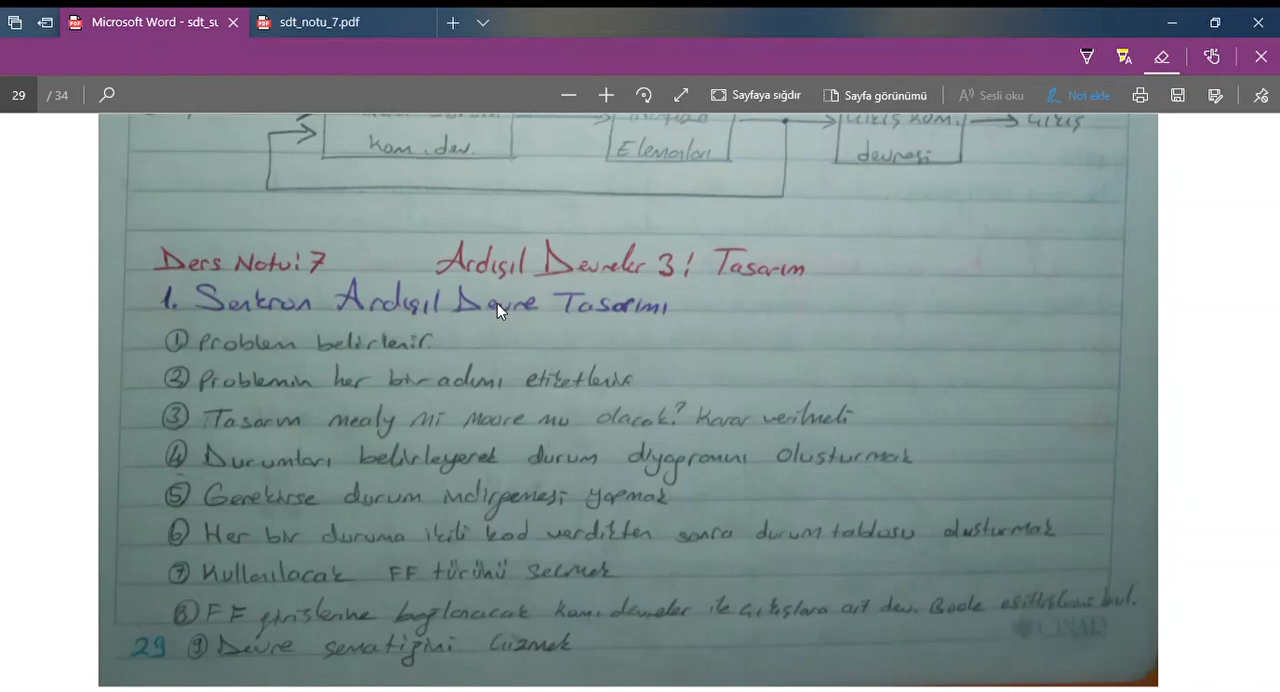 Microsoft Word - sdt_su
sdt_notu_7.pdf
29 / 34
Sayfaya sığdır
Sayfa görünümü
Sesli oku
Not ekle
Kom. dev.
Elemanları
Çıkış kom. devresi
Çıkış
Ders Notu: 7 Ardışıl Devreler 3: Tasarım
1. Senkron Ardışıl Devre Tasarımı
① Problem belirlenir.
② Problemin her bir adımı etiketlenir
③ Tasarım mealy mi moore mu olacak? Karar verilmeli
④ Durumları belirleyerek durum diyagramını oluşturmak
⑤ Gerekirse durum indirgemesi yapmak
⑥ Her bir duruma ikili kod verdikten sonra durum tablosu oluşturmak
⑦ Kullanılacak FF türünü seçmek
⑧ FF girişlerine bağlanacak kom. devreler ile çıkışlara ait dev. Boole eşitliklerini bul.
29 ⑨ Devre şematiğini çizmek